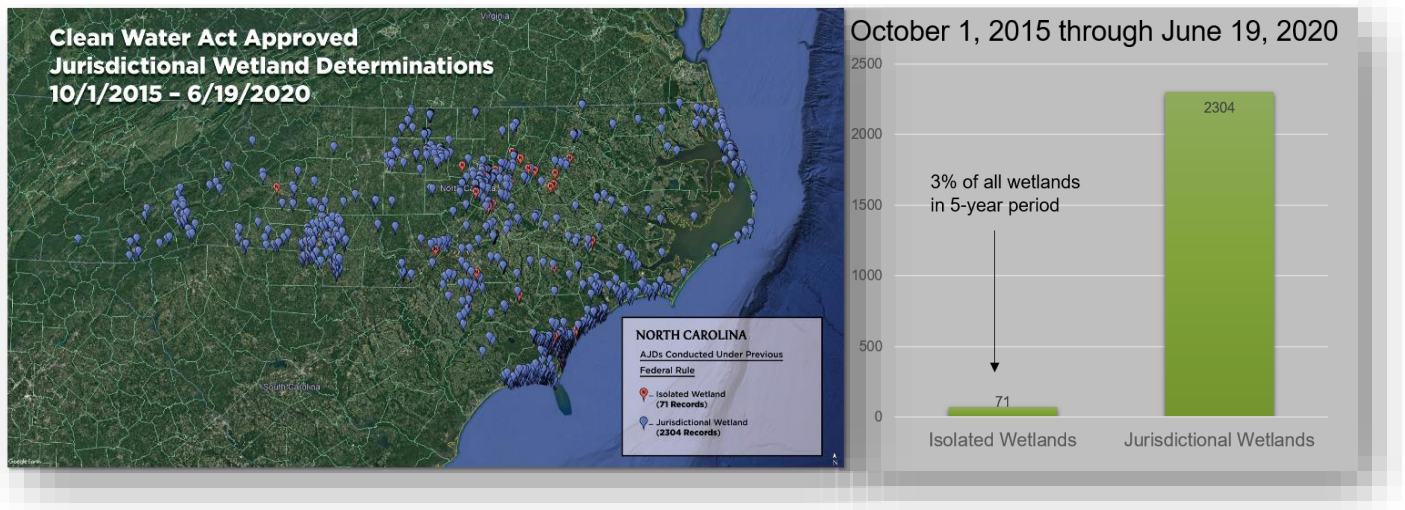 Clean Water Act Approved
Jurisdictional Wetland Determinations
10/1/2015 – 6/19/2020
Virginia
South Carolina
NORTH CAROLINA
AJDs Conducted Under Previous
Federal Rule
Isolated Wetland
(71 Records)
Jurisdictional Wetland
(2304 Records)
Google Earth
N
October 1, 2015 through June 19, 2020
2500
2000
1500
1000
500
0
2304
3% of all wetlands
in 5-year period
71
Isolated Wetlands
Jurisdictional Wetlands